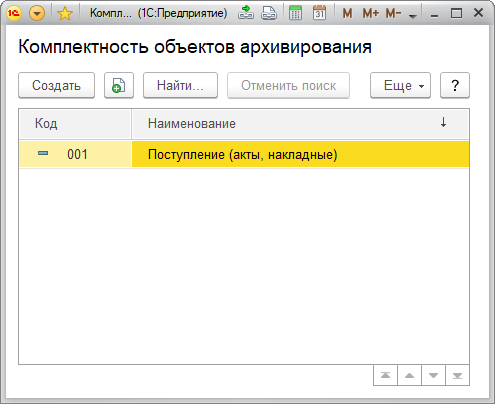 Компл... (1С:Предприятие) M M+ M-
Комплектность объектов архивирования
Создать Найти... Отменить поиск Еще ?
Код Наименование ↓
001 Поступление (акты, накладные)